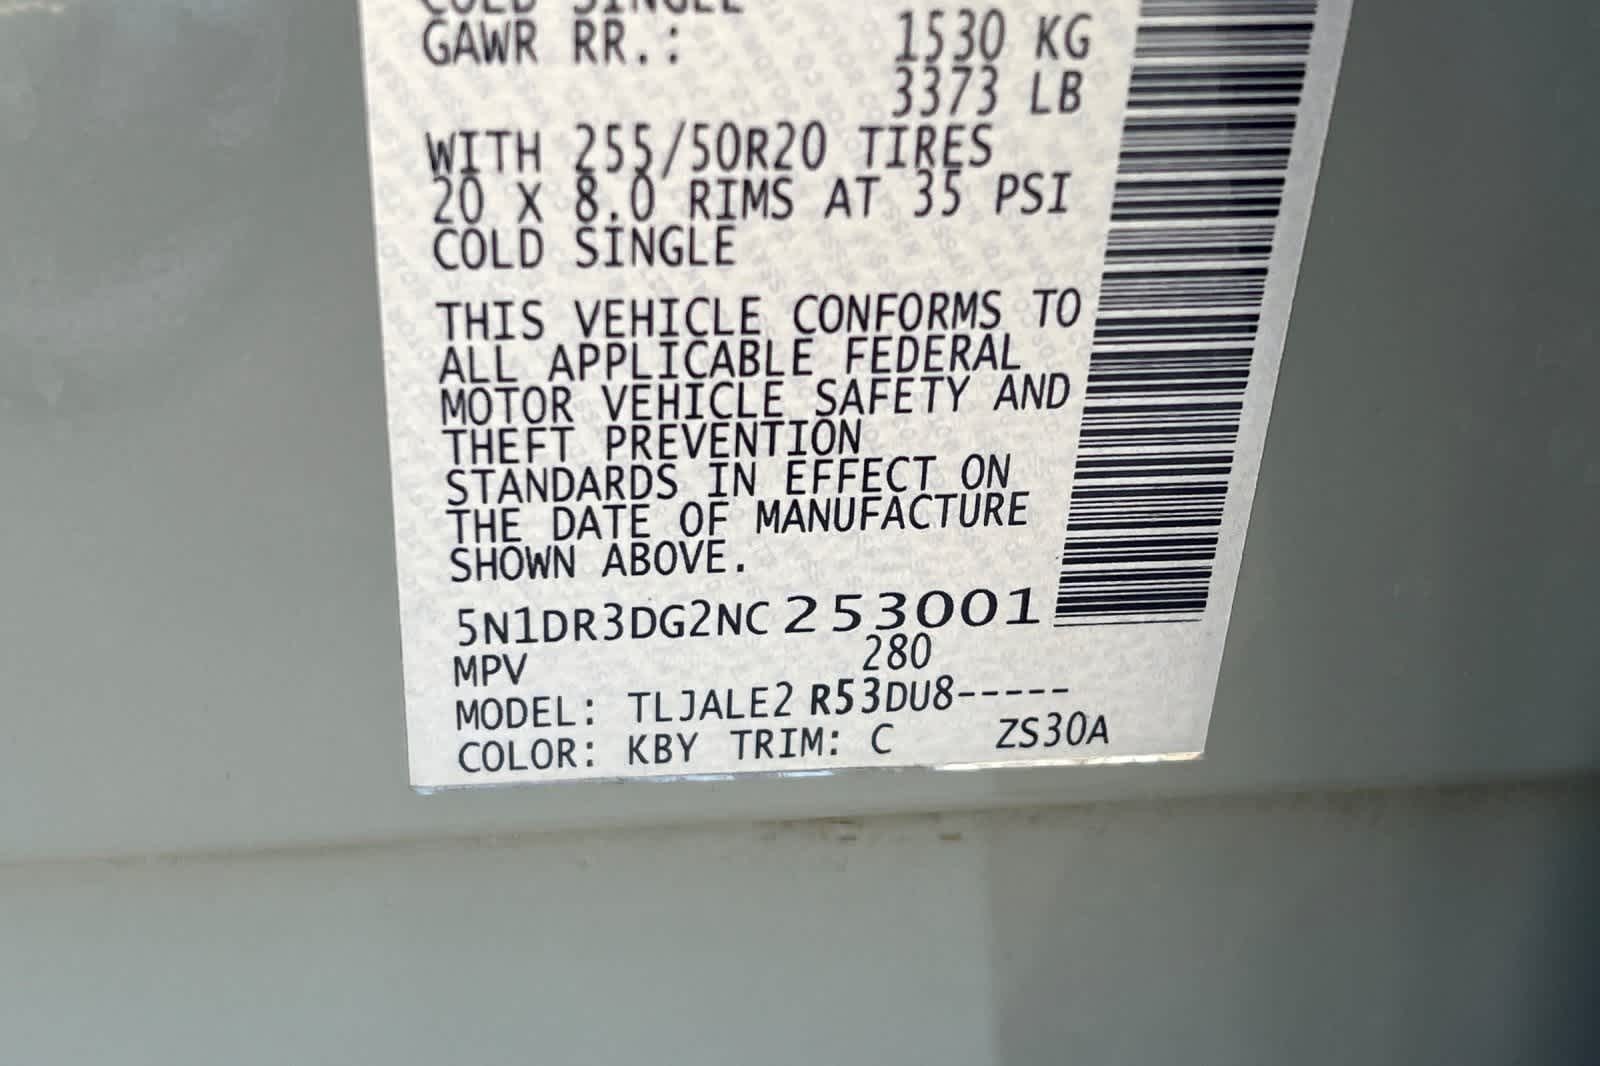 COLD SINGLE
GAWR RR.: 1530 KG
3373 LB
WITH 255/50R20 TIRES
20 X 8.0 RIMS AT 35 PSI
COLD SINGLE
THIS VEHICLE CONFORMS TO
ALL APPLICABLE FEDERAL
MOTOR VEHICLE SAFETY AND
THEFT PREVENTION
STANDARDS IN EFFECT ON
THE DATE OF MANUFACTURE
SHOWN ABOVE.
5N1DR3DG2NC253001
MPV 280
MODEL: TLJALE2 R53DU8-----
COLOR: KBY TRIM: C ZS30A